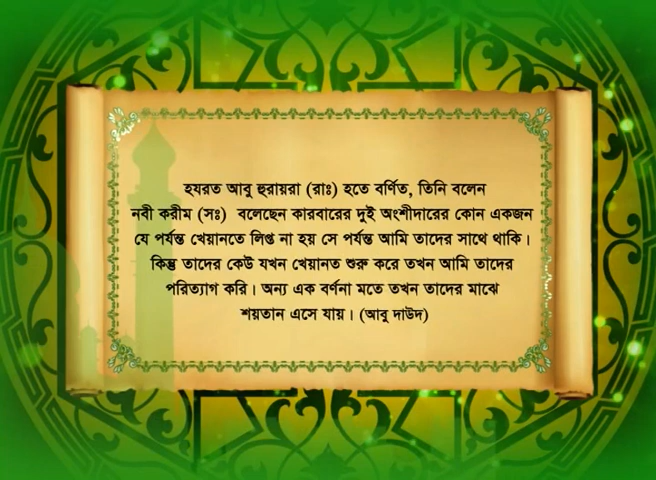 হযরত আবু হুরায়রা (রাঃ) হতে বর্ণিত, তিনি বলেন
নবী করীম (সঃ) বলেছেন কারবারের দুই অংশীদারের কোন একজন
যে পর্যন্ত খেয়ানতে লিপ্ত না হয় সে পর্যন্ত আমি তাদের সাথে থাকি।
কিন্তু তাদের কেউ যখন খেয়ানত শুরু করে তখন আমি তাদের
পরিত্যাগ করি। অন্য এক বর্ণনা মতে তখন তাদের মাঝে
শয়তান এসে যায়। (আবু দাউদ)